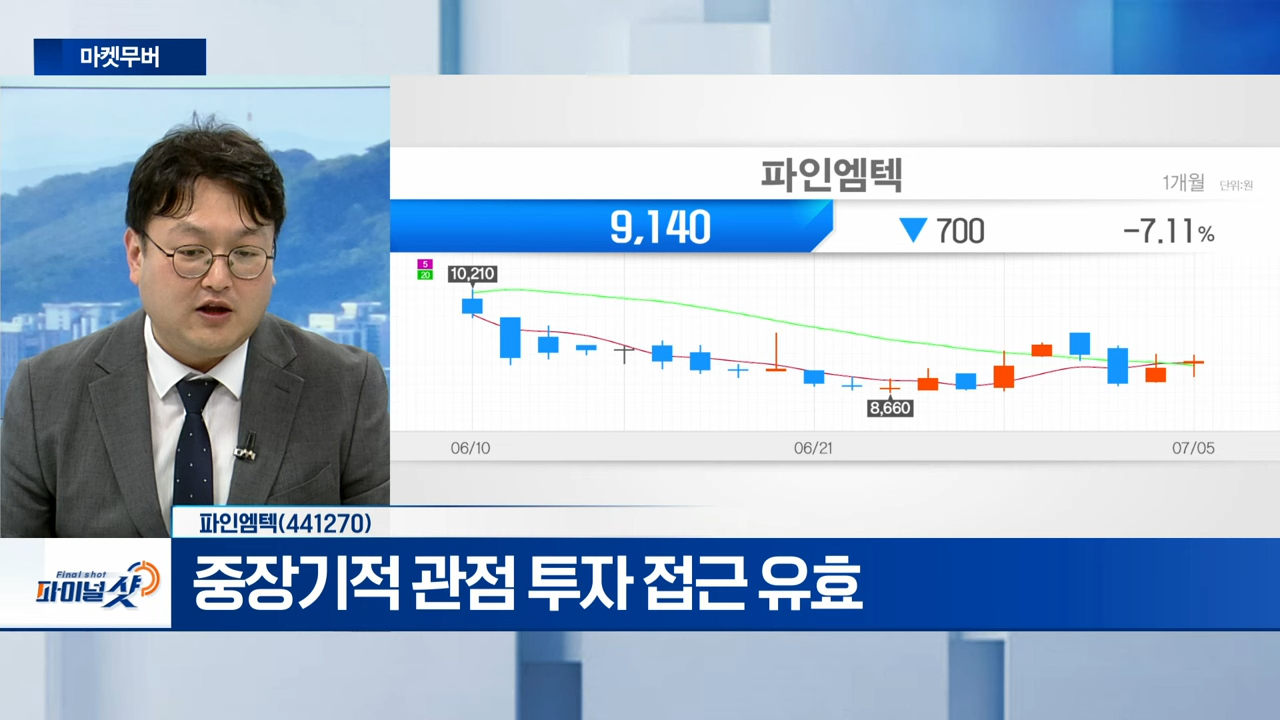 마켓무버
파인엠텍
1개월 단위:원
9,140 ▼ 700 -7.11%
5
20
10,210
8,660
06/10 06/21 07/05
파인엠텍(441270)
Final shot
파이널샷
중장기적 관점 투자 접근 유효